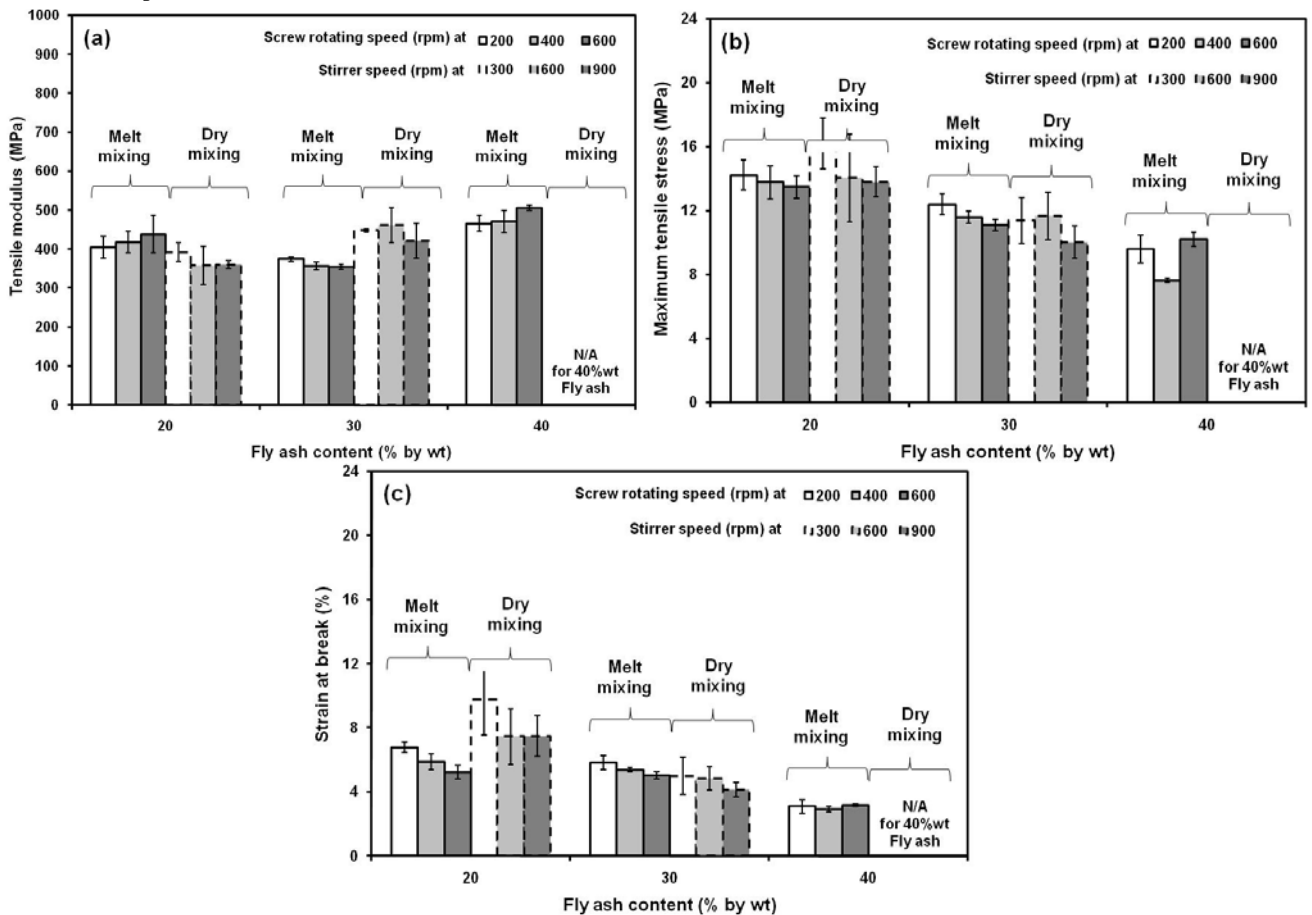 (a)
Screw rotating speed (rpm) at 200 400 600
Stirrer speed (rpm) at 300 600 900
Tensile modulus (MPa)
1000
900
800
700
600
500
400
300
200
100
0
Melt
mixing
Dry
mixing
Melt
mixing
Dry
mixing
Melt
mixing
Dry
mixing
N/A
for 40%wt
Fly ash
20 30 40
Fly ash content (% by wt)
(b)
Screw rotating speed (rpm) at 200 400 600
Stirrer speed (rpm) at 300 600 900
Maximum tensile stress (MPa)
24
20
16
12
8
4
0
Melt
mixing
Dry
mixing
Melt
mixing
Dry
mixing
Melt
mixing
Dry
mixing
N/A
for 40%wt
Fly ash
20 30 40
Fly ash content (% by wt)
(c)
Screw rotating speed (rpm) at 200 400 600
Stirrer speed (rpm) at 300 600 900
Strain at break (%)
24
20
16
12
8
4
0
Melt
mixing
Dry
mixing
Melt
mixing
Dry
mixing
Melt
mixing
Dry
mixing
N/A
for 40%wt
Fly ash
20 30 40
Fly ash content (% by wt)